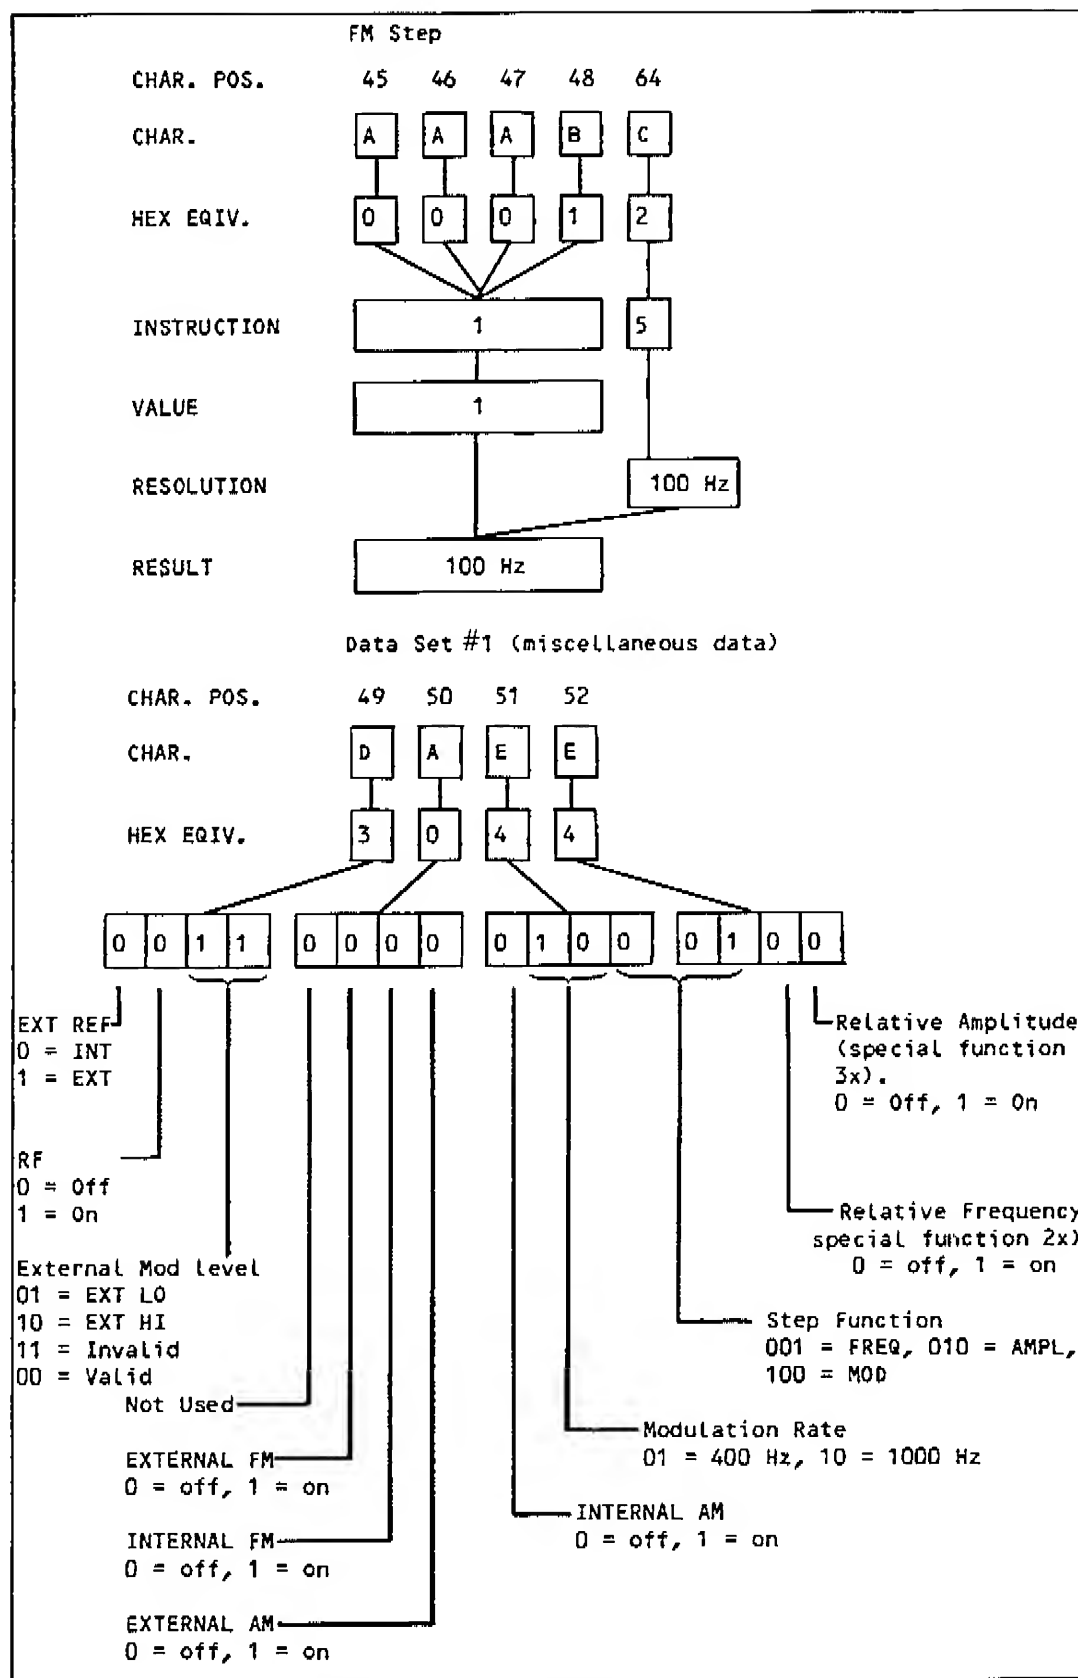 FM Step
CHAR. POS. 45 46 47 48 64
CHAR. A A A B C
HEX EQIV. 0 0 0 1 2
INSTRUCTION 1 5
VALUE 1
RESOLUTION 100 Hz
RESULT 100 Hz
Data Set #1 (miscellaneous data)
CHAR. POS. 49 50 51 52
CHAR. D A E E
HEX EQIV. 3 0 4 4
0 0 1 1 0 0 0 0 0 1 0 0 0 1 0 0
EXT REF
0 = INT
1 = EXT
Relative Amplitude
(special function
3x).
0 = Off, 1 = On
RF
0 = Off
1 = On
Relative Frequency
special function 2x)
0 = off, 1 = on
External Mod level
01 = EXT LO
10 = EXT HI
11 = Invalid
00 = Valid
Step Function
001 = FREQ, 010 = AMPL,
100 = MOD
Not Used
Modulation Rate
01 = 400 Hz, 10 = 1000 Hz
EXTERNAL FM
0 = off, 1 = on
INTERNAL AM
0 = off, 1 = on
INTERNAL FM
0 = off, 1 = on
EXTERNAL AM
0 = off, 1 = on